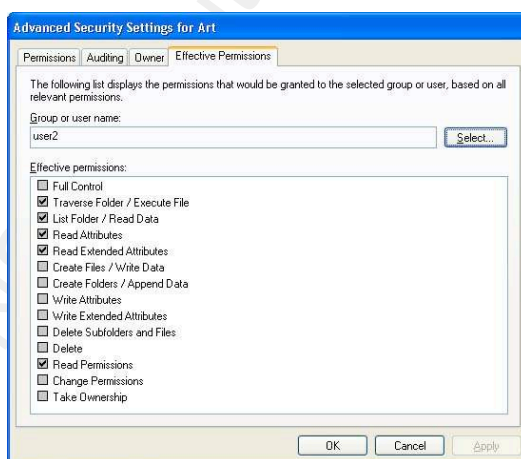 Advanced Security Settings for Art
Permissions Auditing Owner Effective Permissions
The following list displays the permissions that would be granted to the selected group or user, based on all
relevant permissions.
Group or user name:
user2
Select...
Effective permissions:
Full Control
Traverse Folder / Execute File
List Folder / Read Data
Read Attributes
Read Extended Attributes
Create Files / Write Data
Create Folders / Append Data
Write Attributes
Write Extended Attributes
Delete Subfolders and Files
Delete
Read Permissions
Change Permissions
Take Ownership
OK Cancel Apply